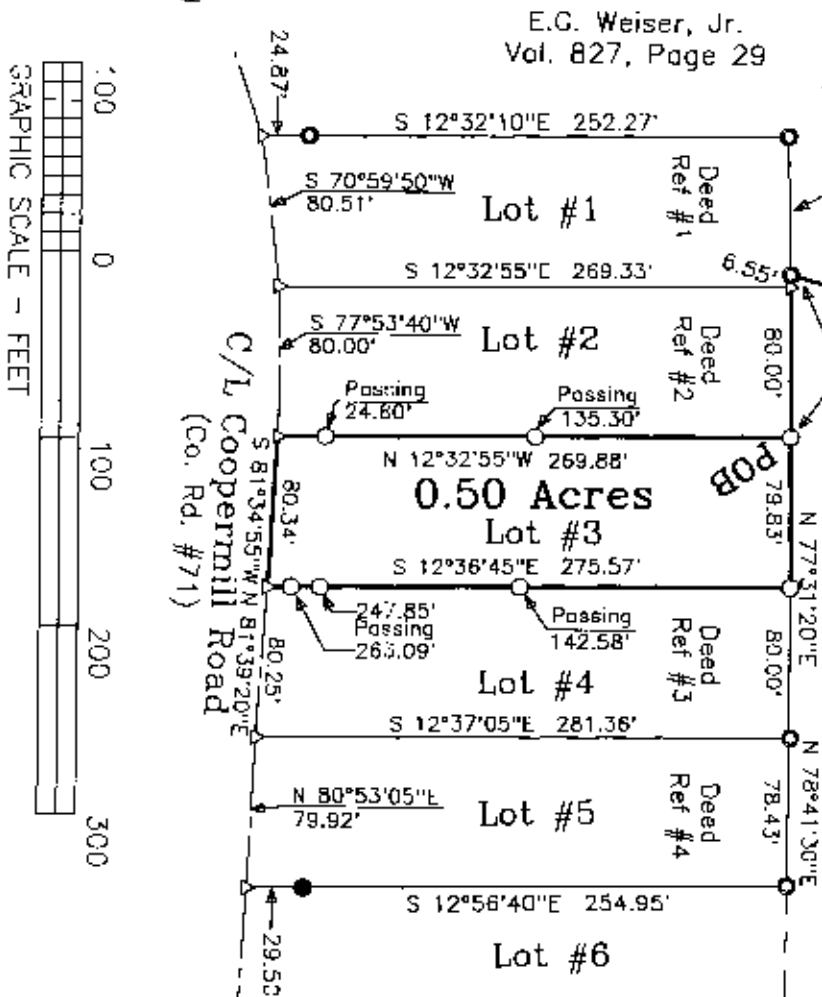 E.G. Weiser, Jr.
Vol. 827, Page 29
24.87'
S 12°32'10"E 252.27'
S 70°59'50"W
80.51'
Lot #1
Deed
Ref #1
S 12°32'55"E 269.33'
6.55'
S 77°53'40"W
80.00'
Lot #2
Deed
Ref #2
80.00'
Passing
24.60'
Passing
135.30'
N 12°32'55"W 269.88'
POB
0.50 Acres
Lot #3
79.83'
N 77°31'20"E
S 81°34'55"W
80.34'
C/L Coopermill Road
(Co. Rd. #71)
S 12°36'45"E 275.57'
247.85'
Passing
Passing
142.58'
N 81°39'20"E
80.25'
Lot #4
Deed
Ref #3
80.00'
S 12°37'05"E 281.36'
N 78°41'30"E
N 80°53'05"E
79.92'
Lot #5
Deed
Ref #4
78.43'
S 12°56'40"E 254.95'
29.50
Lot #6
GRAPHIC SCALE - FEET
100
0
100
200
300